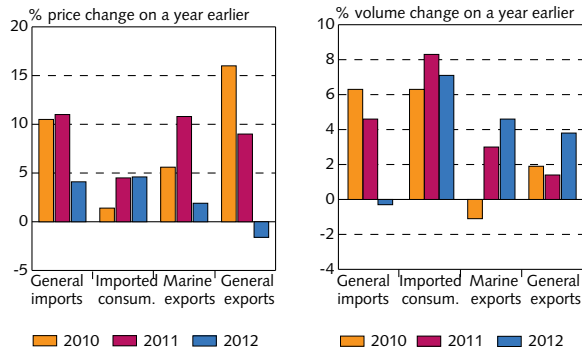 % price change on a year earlier
20
15
10
5
0
-5
General imports
Imported consum.
Marine exports
General exports
2010
2011
2012
% volume change on a year earlier
10
8
6
4
2
0
-2
-4
General imports
Imported consum.
Marine exports
General exports
2010
2011
2012